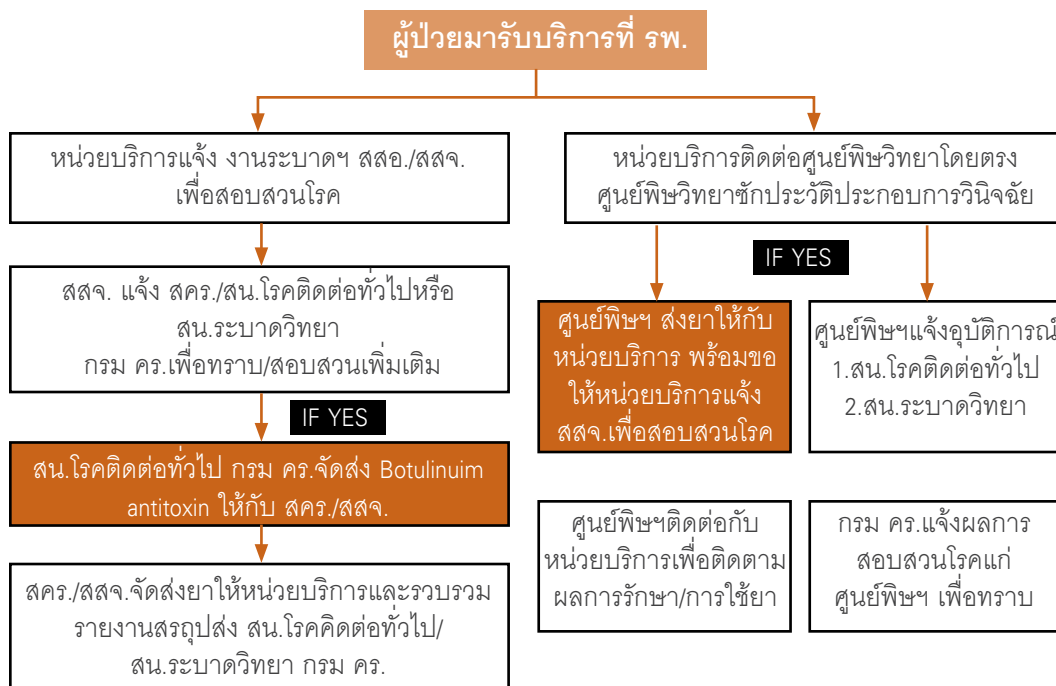 ผู้ป่วยมารับบริการที่ รพ.
หน่วยบริการแจ้ง งานระบาดฯ สสอ./สสจ.
เพื่อสอบสวนโรค
สสจ. แจ้ง สคร./สน.โรคติดต่อทั่วไปหรือ
สน.ระบาดวิทยา
กรม คร.เพื่อทราบ/สอบสวนเพิ่มเติม
IF YES
สน.โรคติดต่อทั่วไป กรม คร.จัดส่ง Botulinuim
antitoxin ให้กับ สคร./สสจ.
สคร./สสจ.จัดส่งยาให้หน่วยบริการและรวบรวม
รายงานสรถุปส่ง สน.โรคคิดต่อทั่วไป/
สน.ระบาดวิทยา กรม คร.
หน่วยบริการติดต่อศูนย์พิษวิทยาโดยตรง
ศูนย์พิษวิทยาซักประวัติประกอบการวินิจฉัย
IF YES
ศูนย์พิษฯ ส่งยาให้กับ
หน่วยบริการ พร้อมขอ
ให้หน่วยบริการแจ้ง
สสจ.เพื่อสอบสวนโรค
ศูนย์พิษฯแจ้งอุบัติการณ์
1.สน.โรคติดต่อทั่วไป
2.สน.ระบาดวิทยา
ศูนย์พิษฯติดต่อกับ
หน่วยบริการเพื่อติดตาม
ผลการรักษา/การใช้ยา
กรม คร.แจ้งผลการ
สอบสวนโรคแก่
ศูนย์พิษฯ เพื่อทราบ